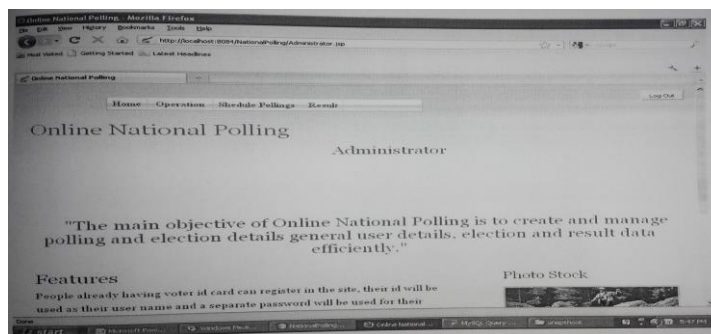 Online National Polling - Mozilla Firefox
File Edit View History Bookmarks Tools Help
http://localhost:8084/NationalPolling/Administrator.jsp
Most Visited Getting Started Latest Headlines
Online National Polling
Log Out
Home Operation Shedule Pollings Result
Online National Polling
Administrator
"The main objective of Online National Polling is to create and manage
polling and election details general user details, election and result data
efficiently."
Features
Photo Stock
People already having voter id card can register in the site, their id will be
used as their user name and a separate password will be used for their
Done
start
Online National ...
MySQL Query ...